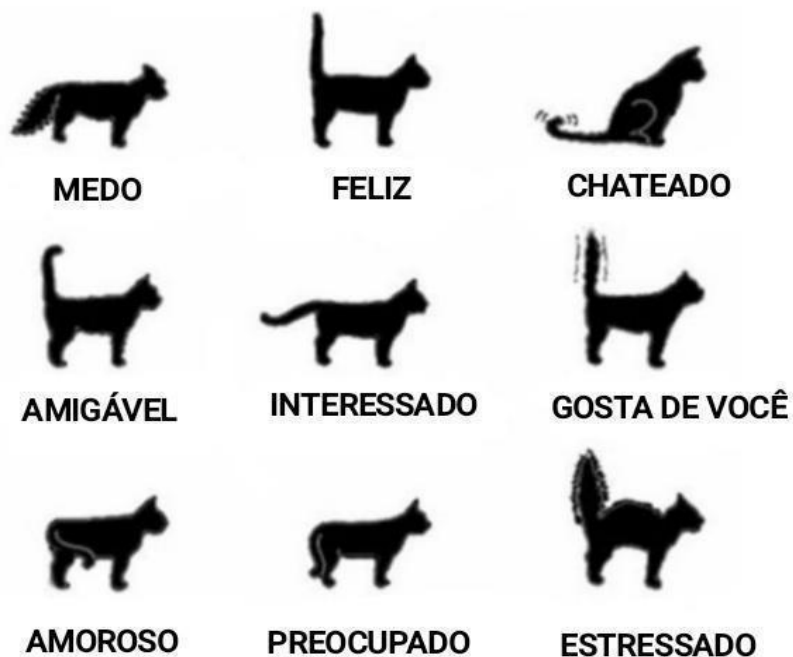 MEDO
FELIZ
CHATEADO
AMIGÁVEL
INTERESSADO
GOSTA DE VOCÊ
AMOROSO
PREOCUPADO
ESTRESSADO